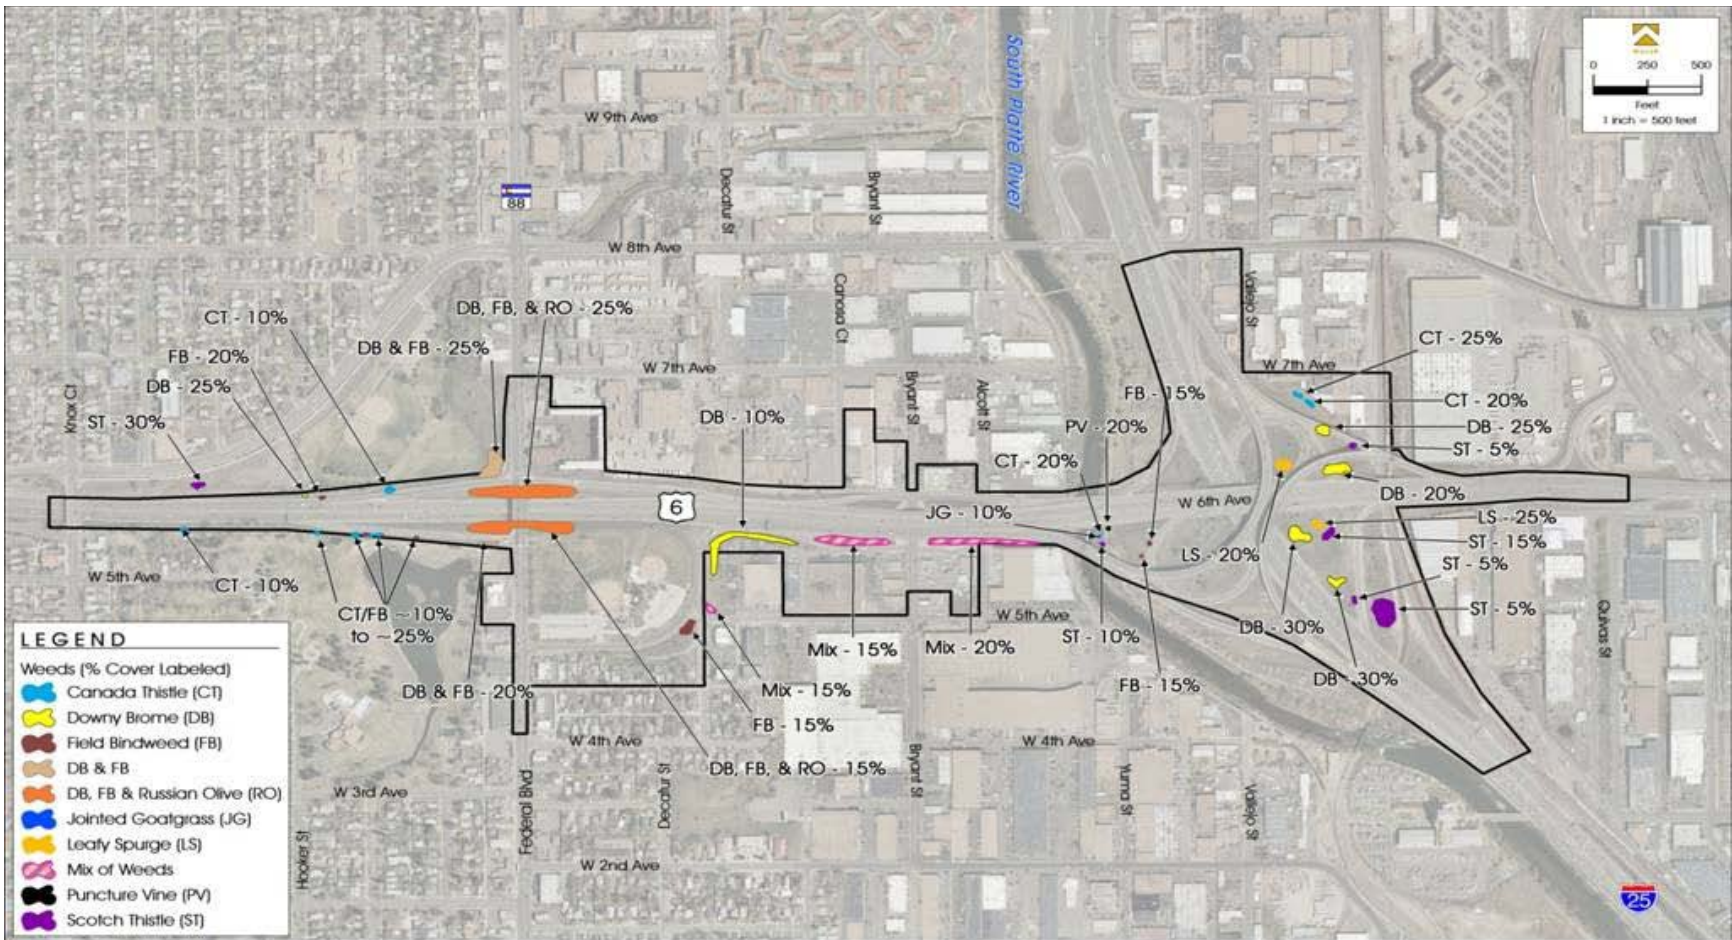 South Platte River
0 250 500
Feet
1 inch = 500 feet
W 9th Ave
Decatur St
Bryant St
88
W 8th Ave
Vallejo St
Canosa Ct
DB, FB, & RO - 25%
CT - 10%
DB & FB - 25%
FB - 20%
DB - 25%
ST - 30%
Knox Ct
W 7th Ave
Bryant St
Alcott St
DB - 10%
FB - 15%
PV - 20%
CT - 20%
JG - 10%
W 7th Ave
CT - 25%
CT - 20%
DB - 25%
ST - 5%
DB - 20%
W 6th Ave
6
LS - 25%
ST - 15%
LS - 20%
ST - 5%
ST - 5%
DB - 30%
DB - 30%
Quivas St
W 5th Ave
CT - 10%
CT/FB ~10%
to ~25%
DB & FB - 20%
Mix - 15%
Mix - 20%
W 5th Ave
ST - 10%
FB - 15%
Mix - 15%
FB - 15%
DB, FB, & RO - 15%
W 4th Ave
W 4th Ave
W 3rd Ave
Hooker St
Federal Blvd
Decatur St
Bryant St
Yuma St
Vallejo St
W 2nd Ave
25
LEGEND
Weeds (% Cover Labeled)
Canada Thistle (CT)
Downy Brome (DB)
Field Bindweed (FB)
DB & FB
DB, FB & Russian Olive (RO)
Jointed Goatgrass (JG)
Leafy Spurge (LS)
Mix of Weeds
Puncture Vine (PV)
Scotch Thistle (ST)